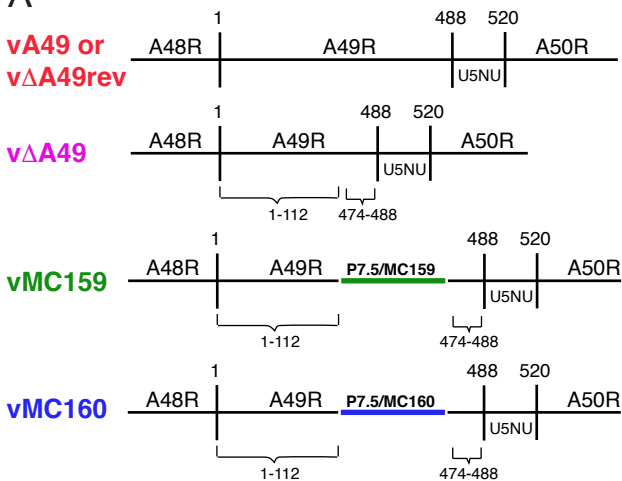 A
1 488 520
vA49 or
vΔA49rev
A48R A49R A50R
U5NU
1 488 520
vΔA49
A48R A49R A50R
U5NU
1-112 474-488
1 488 520
vMC159
A48R A49R P7.5/MC159 A50R
U5NU
1-112 474-488
1 488 520
vMC160
A48R A49R P7.5/MC160 A50R
U5NU
1-112 474-488